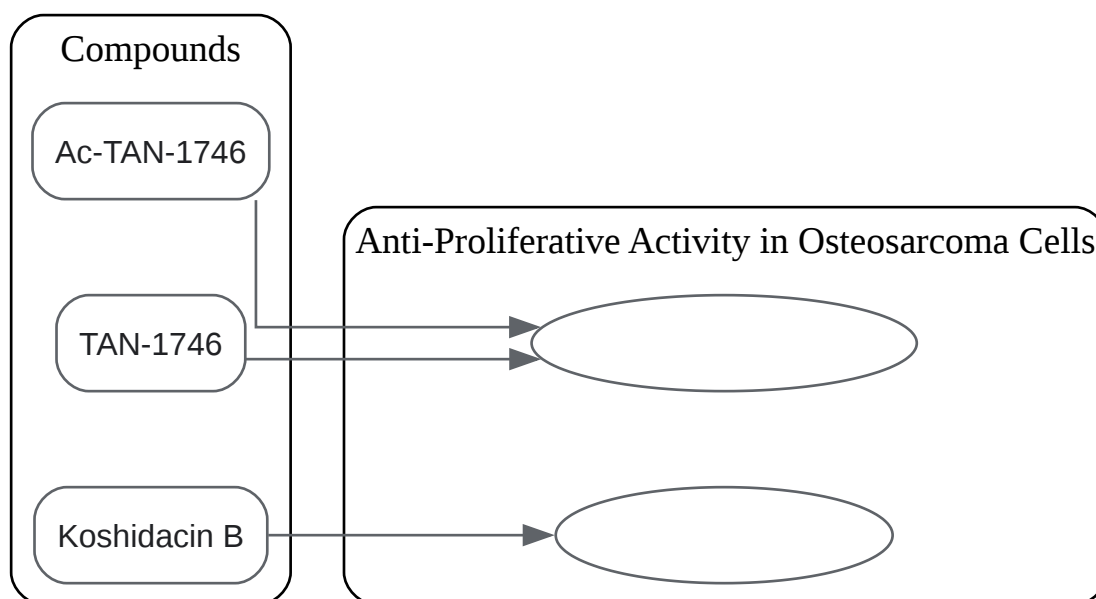 Compounds
Ac-TAN-1746
Anti-Proliferative Activity in Osteosarcoma Cells
TAN-1746
Koshidacin B